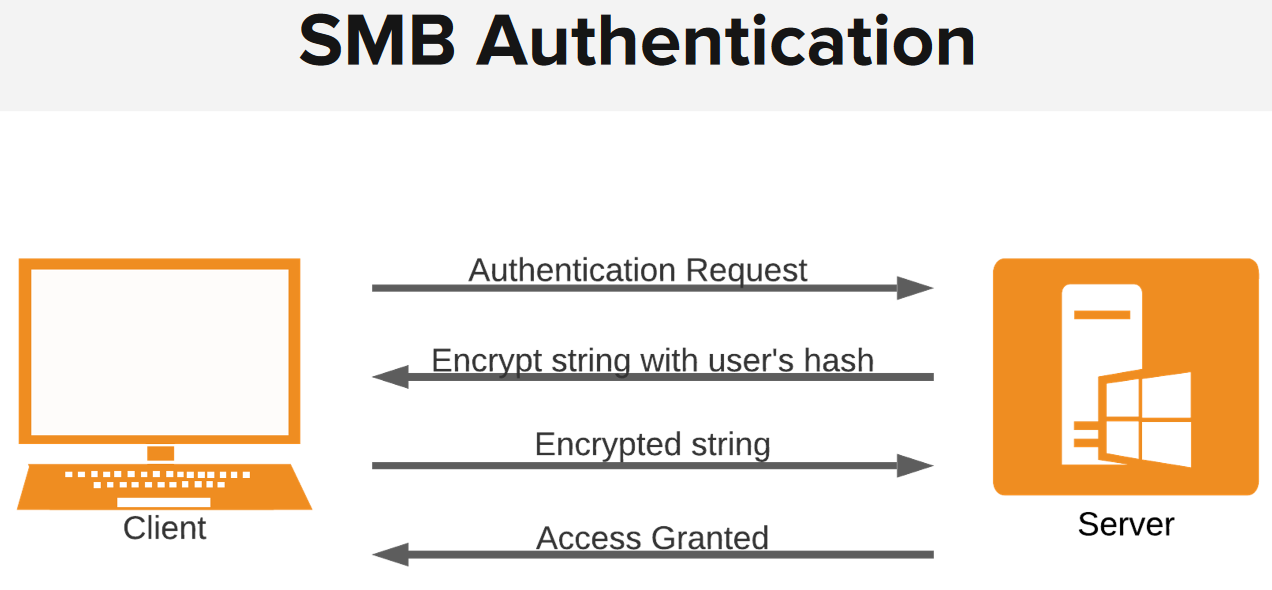 SMB Authentication
Authentication Request
Encrypt string with user's hash
Encrypted string
Access Granted
Client
Server